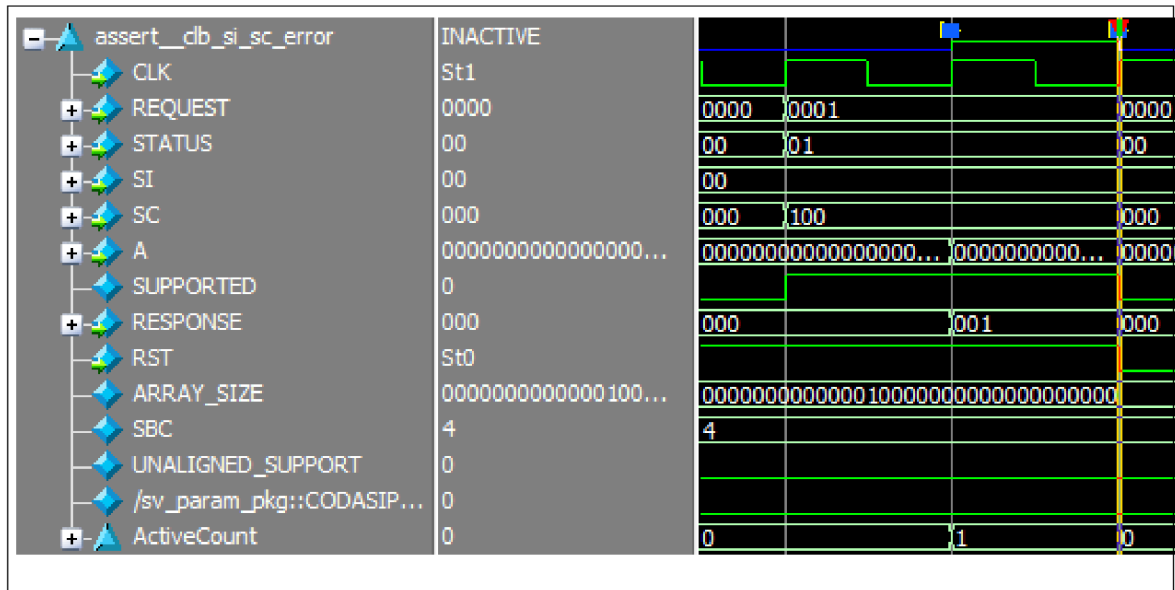 assert__clb_si_sc_error INACTIVE
CLK St1
REQUEST 0000 0000 0001 0000
STATUS 00 00 01 00
SI 00 00
SC 000 000 100 000
A 0000000000000000... 0000000000000000... 0000000000... 00000
SUPPORTED 0
RESPONSE 000 000 001 000
RST St0
ARRAY_SIZE 0000000000000100... 00000000000001000000000000000000
SBC 4 4
UNALIGNED_SUPPORT 0
/sv_param_pkg::CODASIP... 0
ActiveCount 0 0 1 0